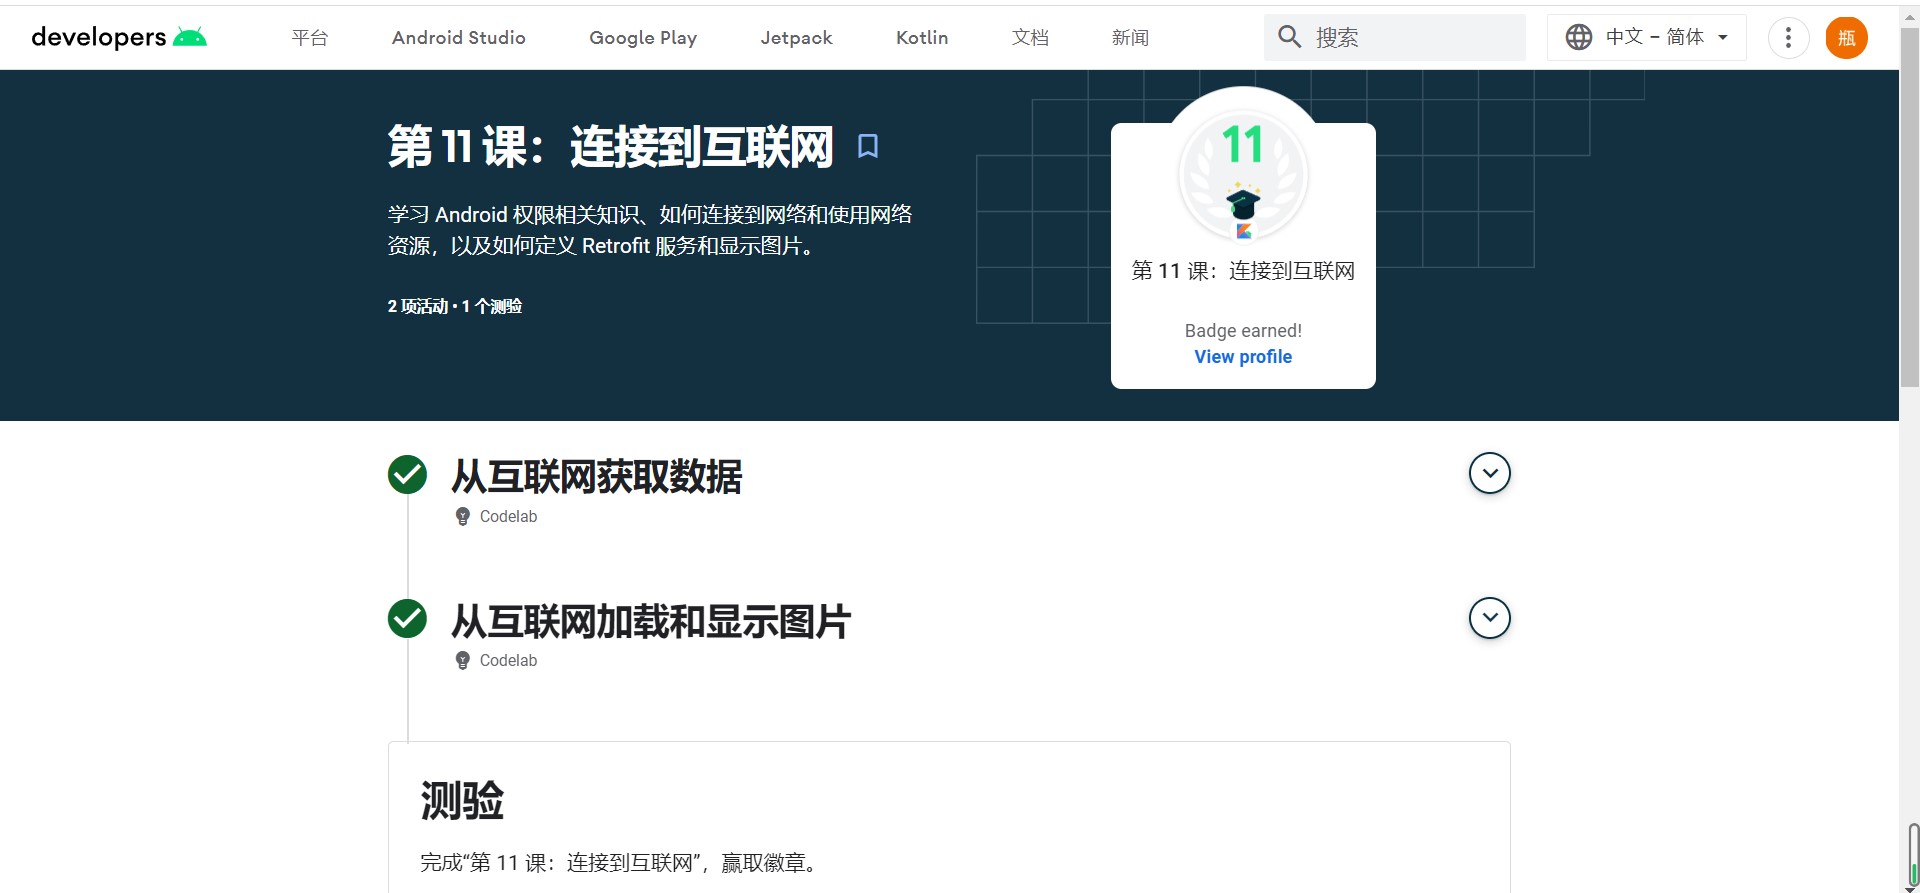 developers
平台
Android Studio
Google Play
Jetpack
Kotlin
文档
新闻
搜索
中文 – 简体
瓶
第 11 课：连接到互联网
学习 Android 权限相关知识、如何连接到网络和使用网络
资源，以及如何定义 Retrofit 服务和显示图片。
2 项活动 • 1 个测验
11
第 11 课：连接到互联网
Badge earned!
View profile
从互联网获取数据
Codelab
从互联网加载和显示图片
Codelab
测验
完成“第 11 课：连接到互联网”，赢取徽章。